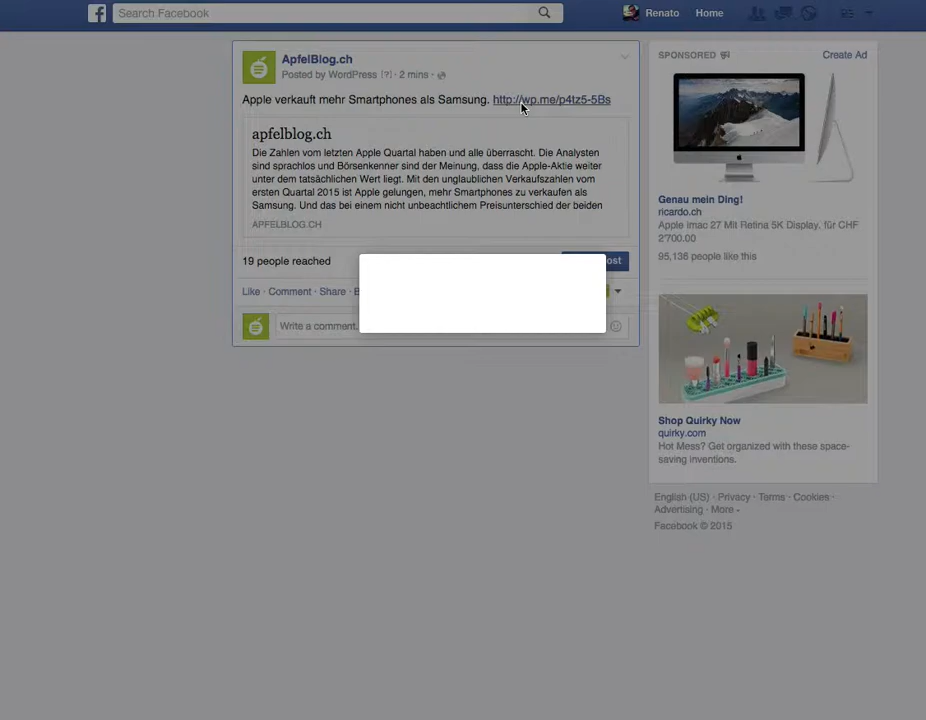 Search Facebook
Renato Home
ApfelBlog.ch
Posted by WordPress [?] · 2 mins ·
Apple verkauft mehr Smartphones als Samsung. http://wp.me/p4tz5-5Bs
apfelblog.ch
Die Zahlen vom letzten Apple Quartal haben und alle überrascht. Die Analysten
sind sprachlos und Börsenkenner sind der Meinung, dass die Apple-Aktie weiter
unter dem tatsächlichen Wert liegt. Mit den unglaublichen Verkaufszahlen vom
ersten Quartal 2015 ist Apple gelungen, mehr Smartphones zu verkaufen als
Samsung. Und das bei einem nicht unbeachtlichem Preisunterschied der beiden
APFELBLOG.CH
19 people reached
ost
Like · Comment · Share ·
Write a comment.
SPONSORED
Create Ad
Genau mein Ding!
ricardo.ch
Apple imac 27 Mit Retina 5K Display, für CHF
2'700.00
95,136 people like this
Shop Quirky Now
quirky.com
Hot Mess? Get organized with these space-
saving inventions.
English (US) · Privacy · Terms · Cookies ·
Advertising · More
Facebook © 2015